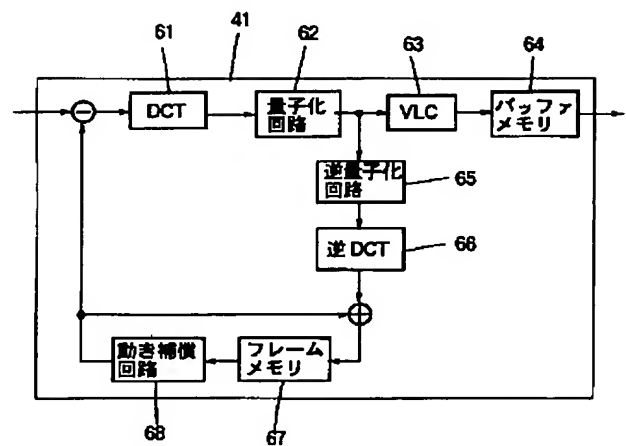 61
41
62
63
64
DCT
量子化
回路
VLC
バッファ
メモリ
逆量子化
回路
65
逆DCT
66
動き補償
回路
フレーム
メモリ
68
67